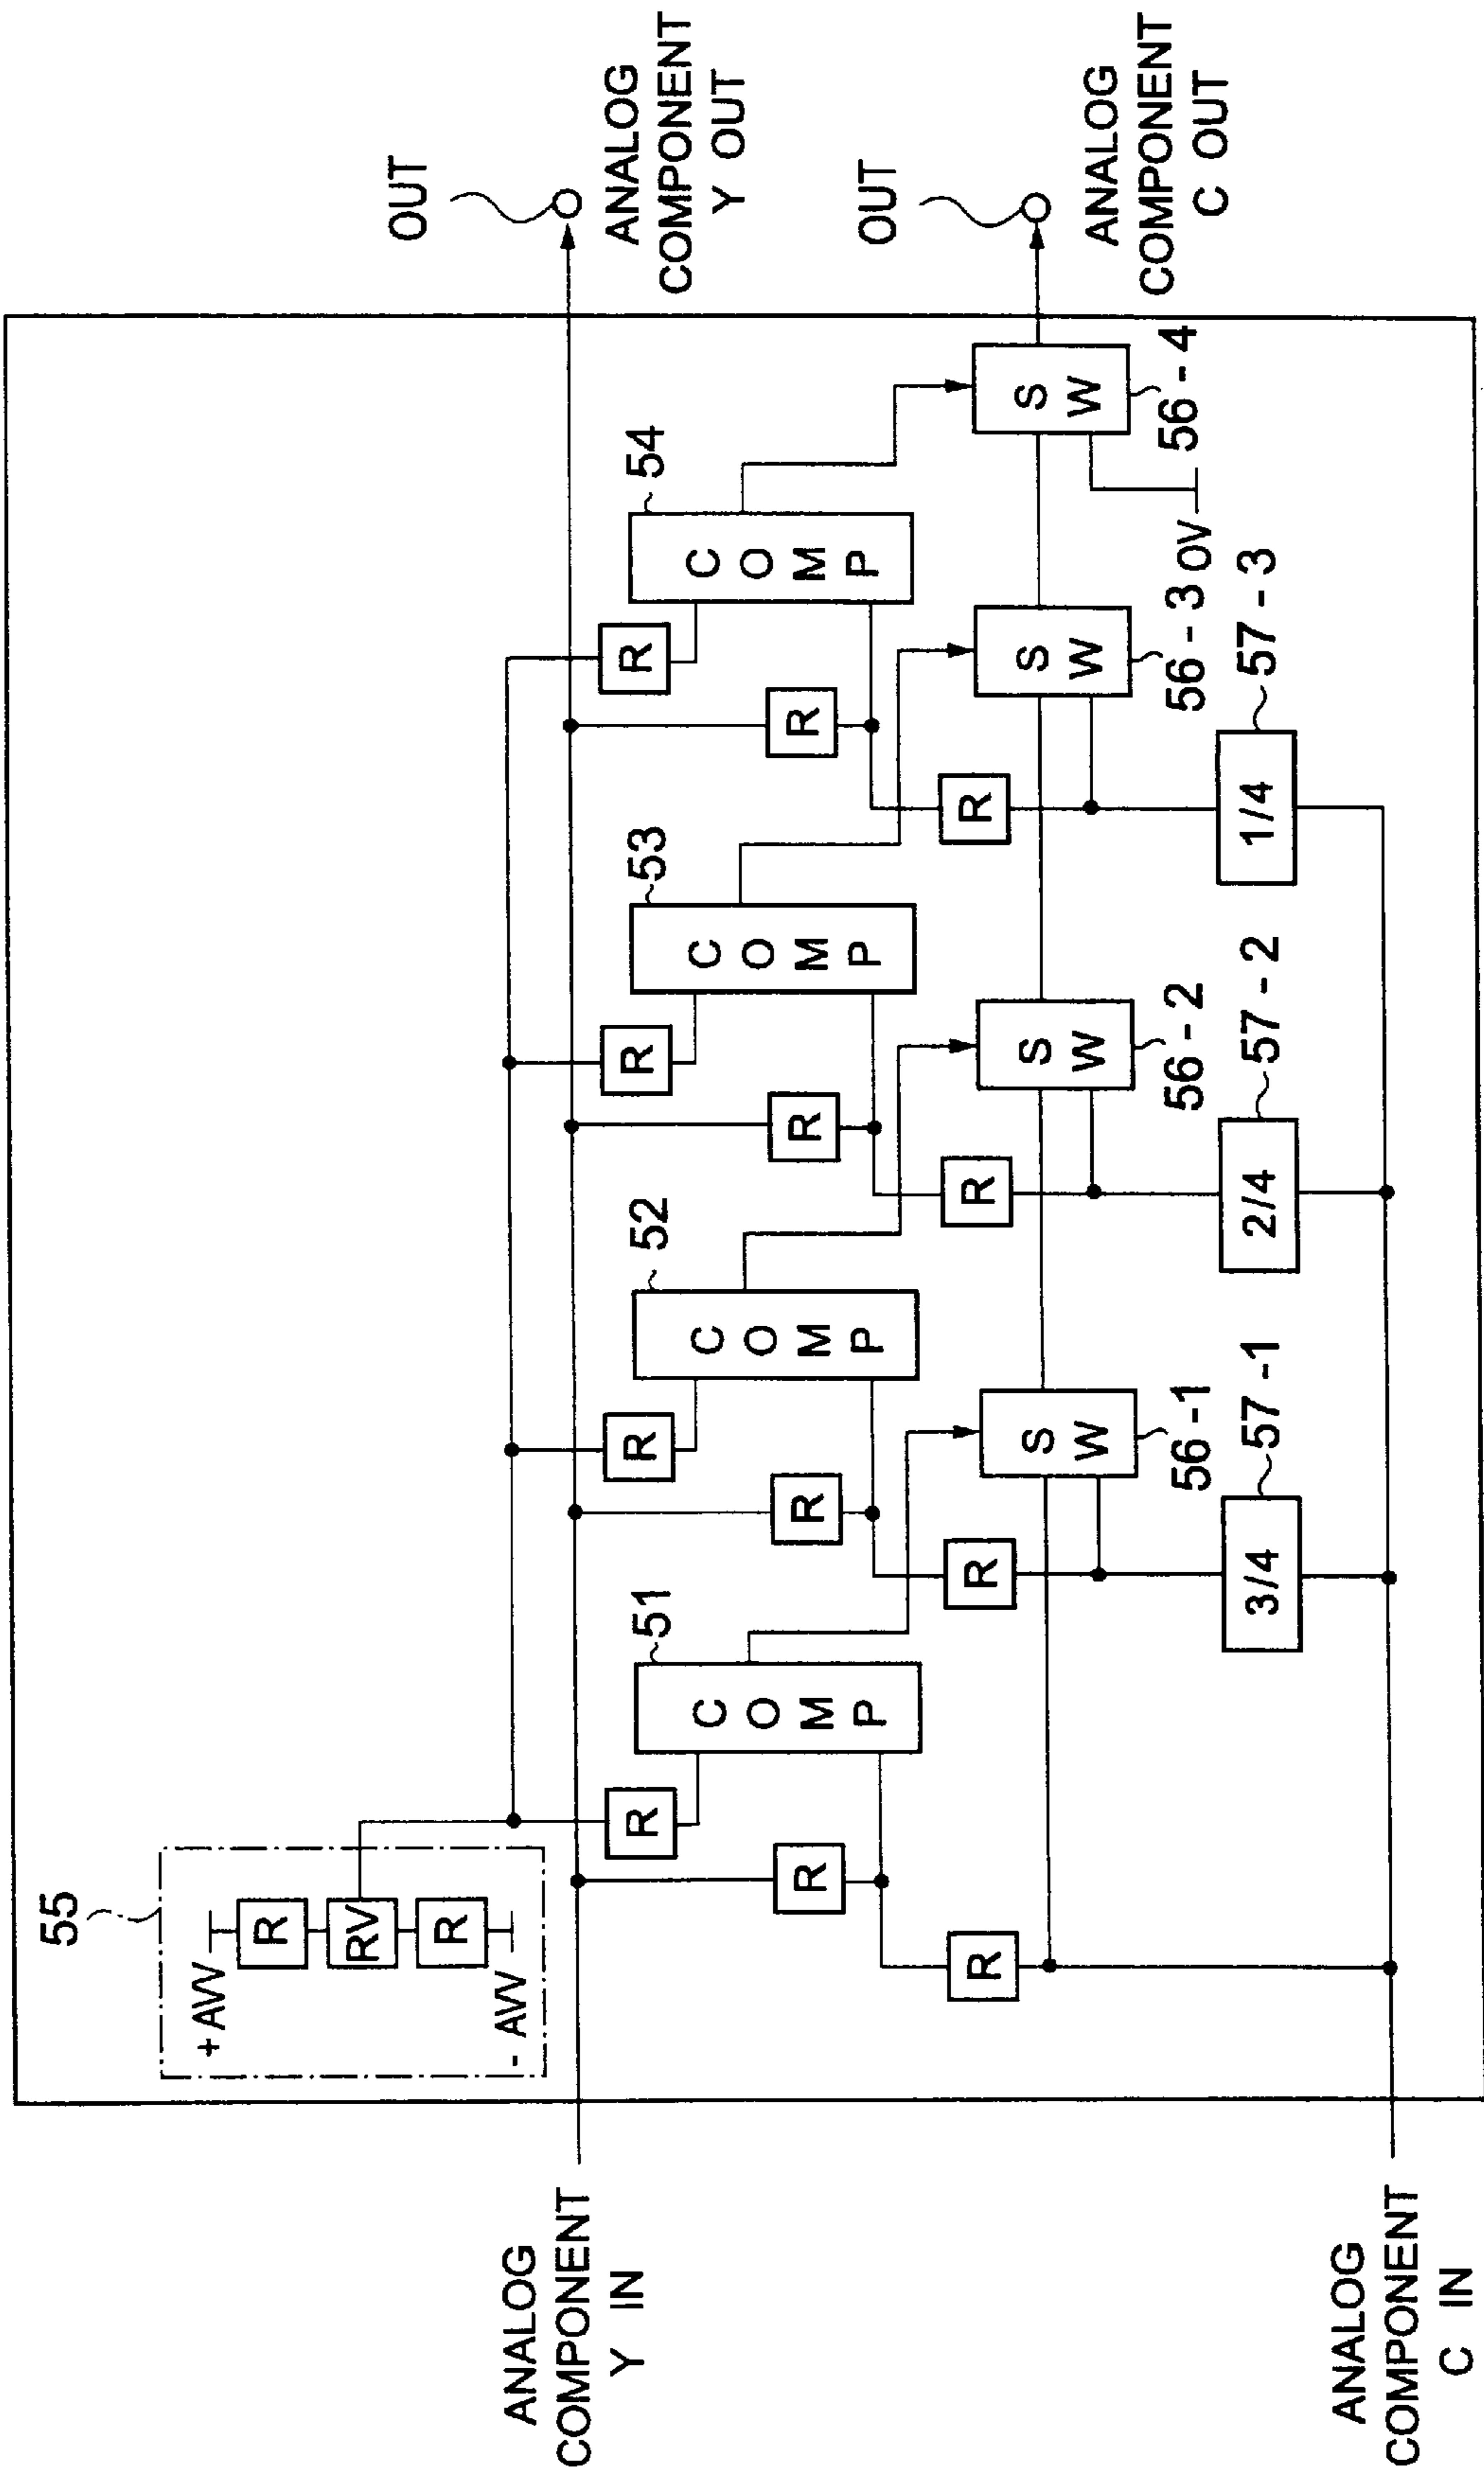 55
+ AVV
R
RV
R
- AVV
ANALOG
COMPONENT
Y IN
ANALOG
COMPONENT
C IN
R
R
R
51
COMP
R
R
R
52
COMP
R
R
R
53
COMP
R
R
R
54
COMP
SW
56 -1
SW
56 - 2
SW
56 - 3
SW
56 - 4
0V
3/4
57 -1
2/4
57 - 2
1/4
57 - 3
OUT
ANALOG
COMPONENT
Y OUT
OUT
ANALOG
COMPONENT
C OUT